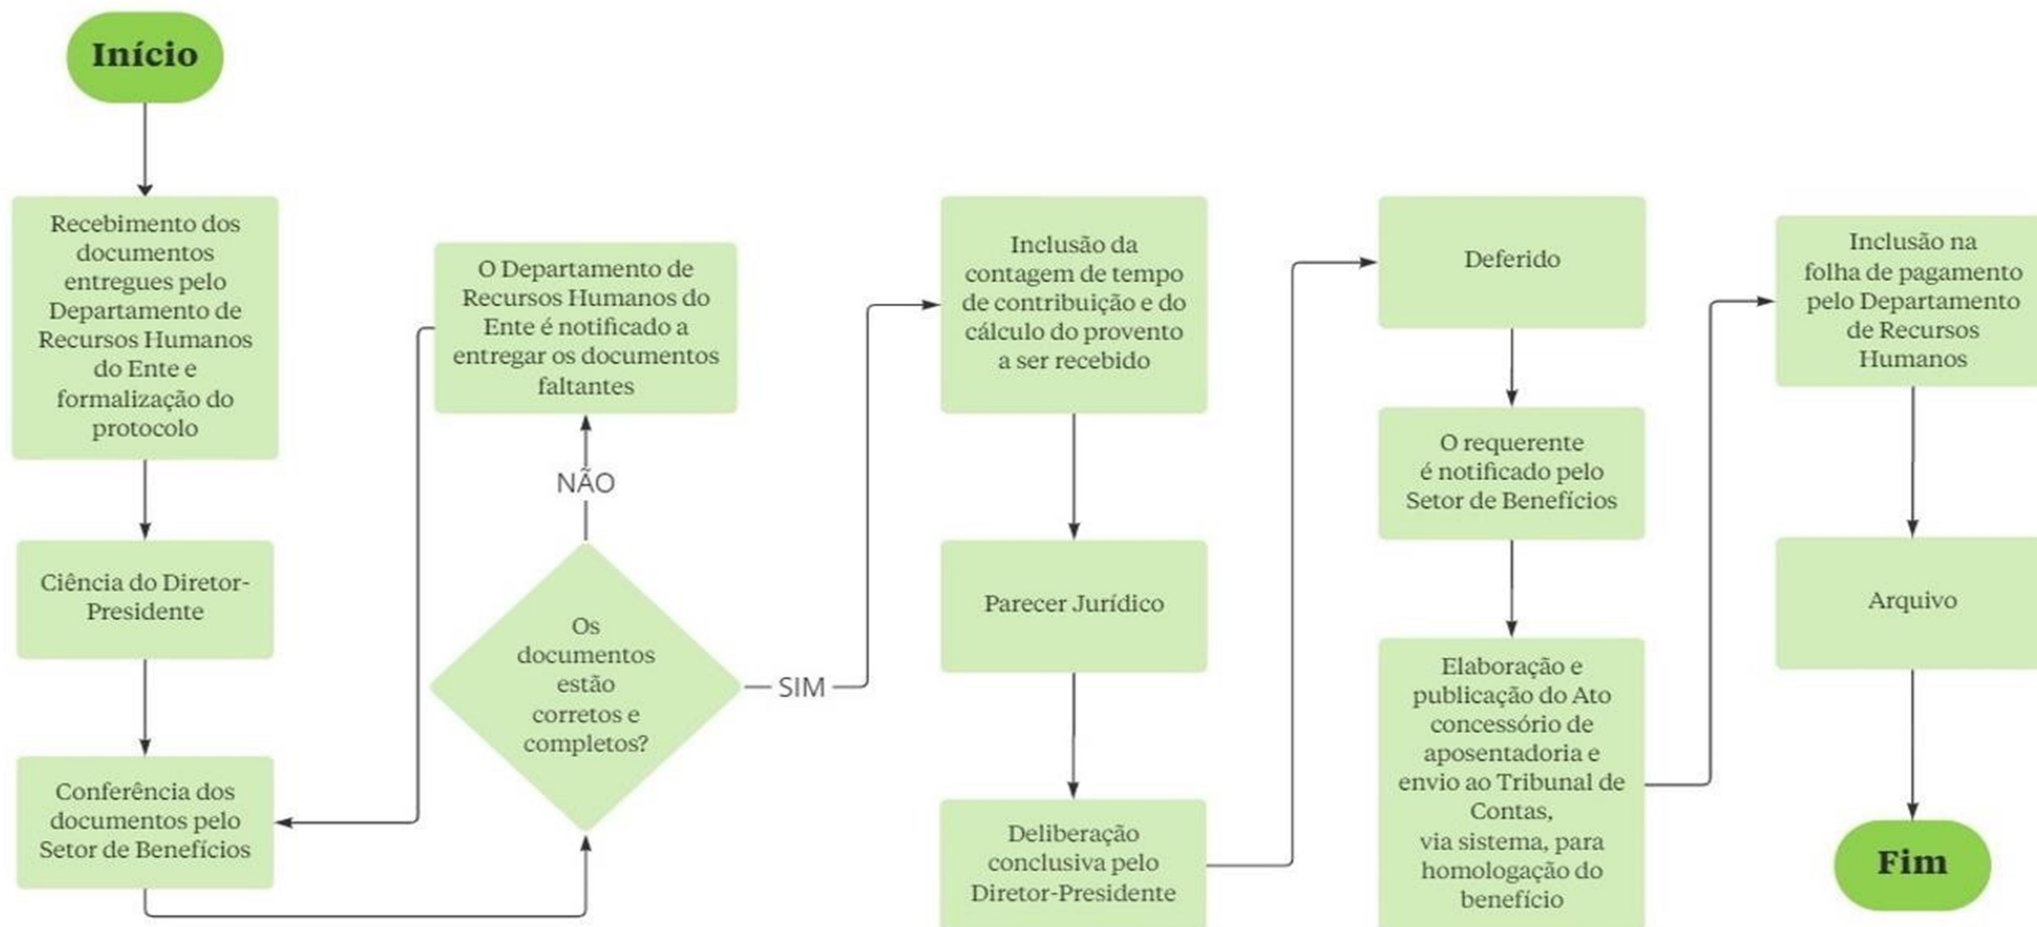 Início
Recebimento dos
documentos
entregues pelo
Departamento de
Recursos Humanos
do Ente e
formalização do
protocolo
Ciência do Diretor-
Presidente
Conferência dos
documentos pelo
Setor de Benefícios
O Departamento de
Recursos Humanos do
Ente é notificado a
entregar os documentos
faltantes
NÃO
Os
documentos
estão
corretos e
completos?
SIM
Inclusão da
contagem de tempo
de contribuição e do
cálculo do provento
a ser recebido
Parecer Jurídico
Deliberação
conclusiva pelo
Diretor-Presidente
Deferido
O requerente
é notificado pelo
Setor de Benefícios
Elaboração e
publicação do Ato
concessório de
aposentadoria e
envio ao Tribunal de
Contas,
via sistema, para
homologação do
benefício
Inclusão na
folha de pagamento
pelo Departamento
de Recursos
Humanos
Arquivo
Fim